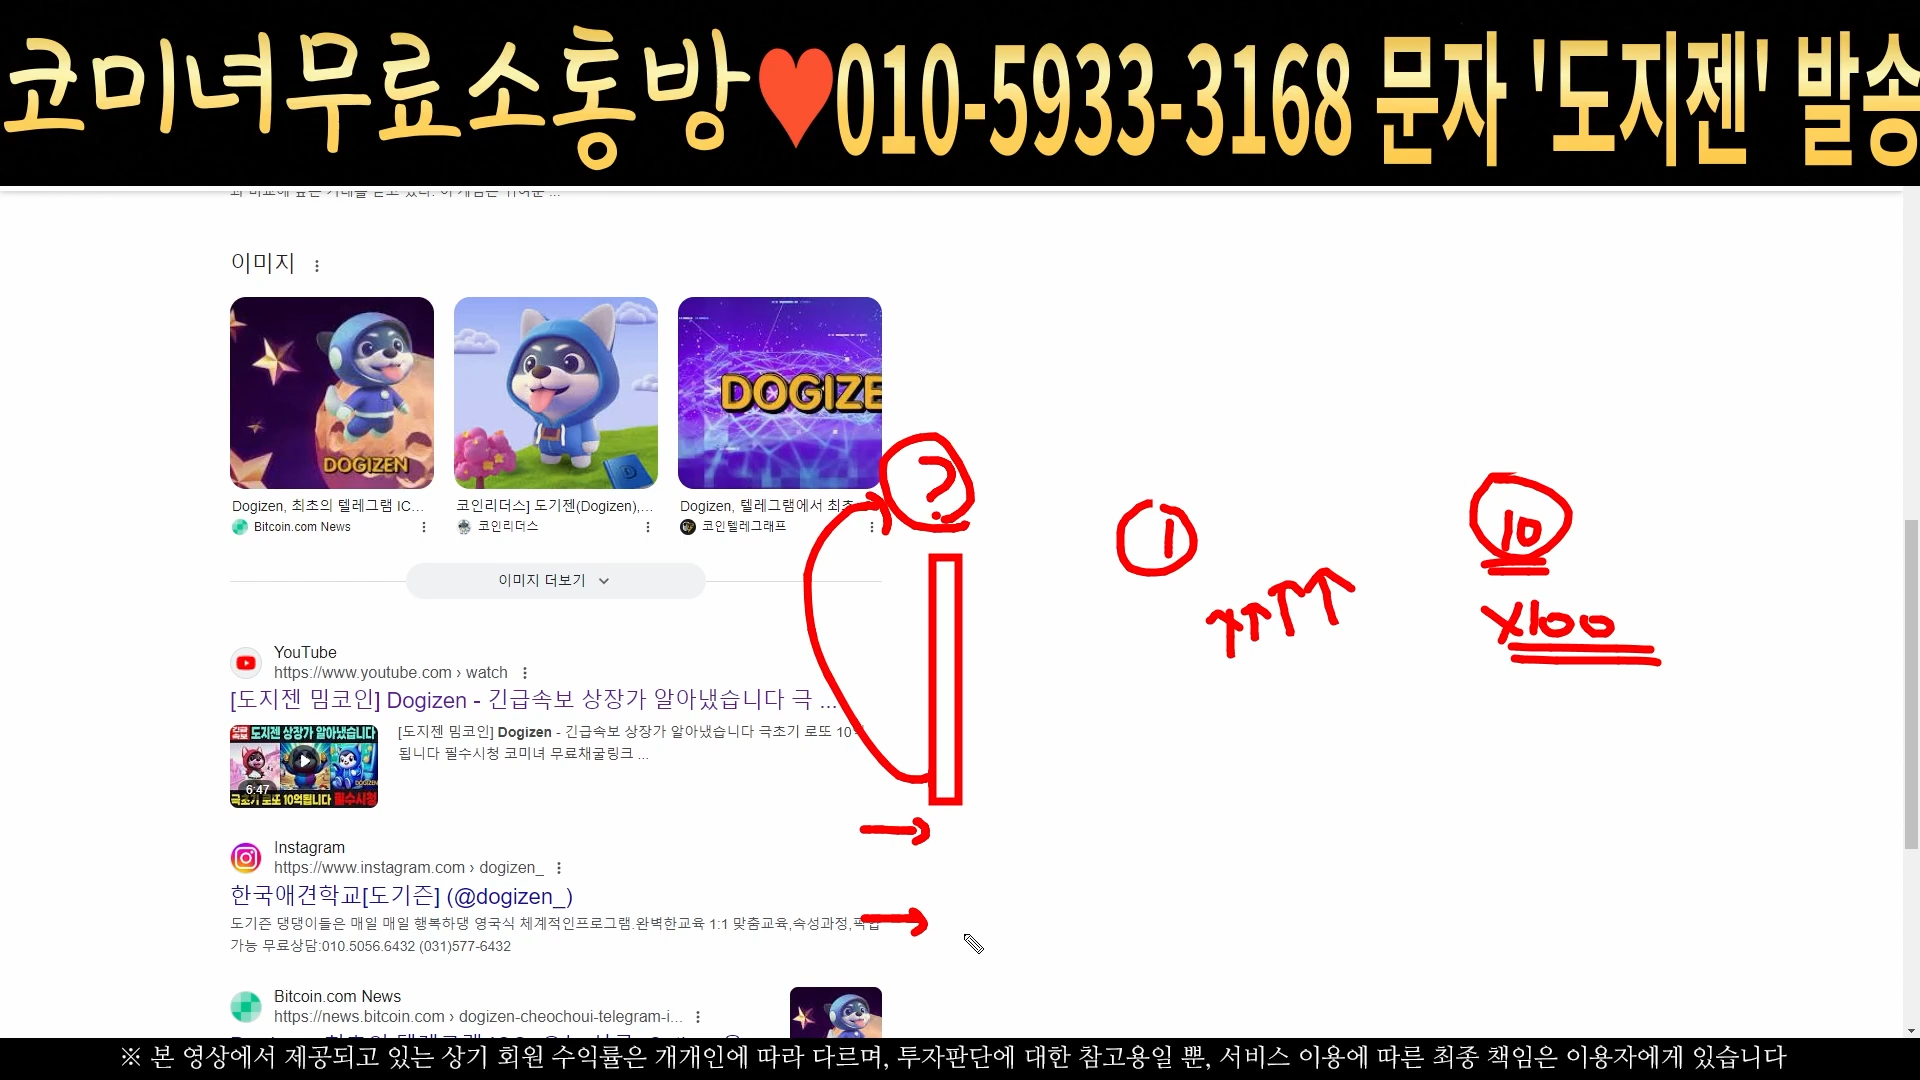 코미녀무료소통방♥010-5933-3168 문자 '도지젠' 발송
이미지
DOGIZEN
DOGIZE
Dogizen, 최초의 텔레그램 IC...
Bitcoin.com News
코인리더스] 도기젠(Dogizen),...
코인리더스
Dogizen, 텔레그램에서 최초
코인텔레그래프
?
1
10
x100
이미지 더보기
YouTube
https://www.youtube.com › watch
[도지젠 밈코인] Dogizen - 긴급속보 상장가 알아냈습니다 극 ...
긴급속보 도지젠 상장가 알아냈습니다
DOGIZEN
6:47
극초기 로또 10억됩니다 필수시청
[도지젠 밈코인] Dogizen - 긴급속보 상장가 알아냈습니다 극초기 로또 10억
됩니다 필수시청 코미녀 무료채굴링크 ...
Instagram
https://www.instagram.com › dogizen_
한국애견학교[도기즌] (@dogizen_)
도기즌 댕댕이들은 매일 매일 행복하댕 영국식 체계적인프로그램.완벽한교육 1:1 맞춤교육,속성과정,픽업
가능 무료상담:010.5056.6432 (031)577-6432
Bitcoin.com News
https://news.bitcoin.com › dogizen-cheochoui-telegram-i...
※ 본 영상에서 제공되고 있는 상기 회원 수익률은 개개인에 따라 다르며, 투자판단에 대한 참고용일 뿐, 서비스 이용에 따른 최종 책임은 이용자에게 있습니다